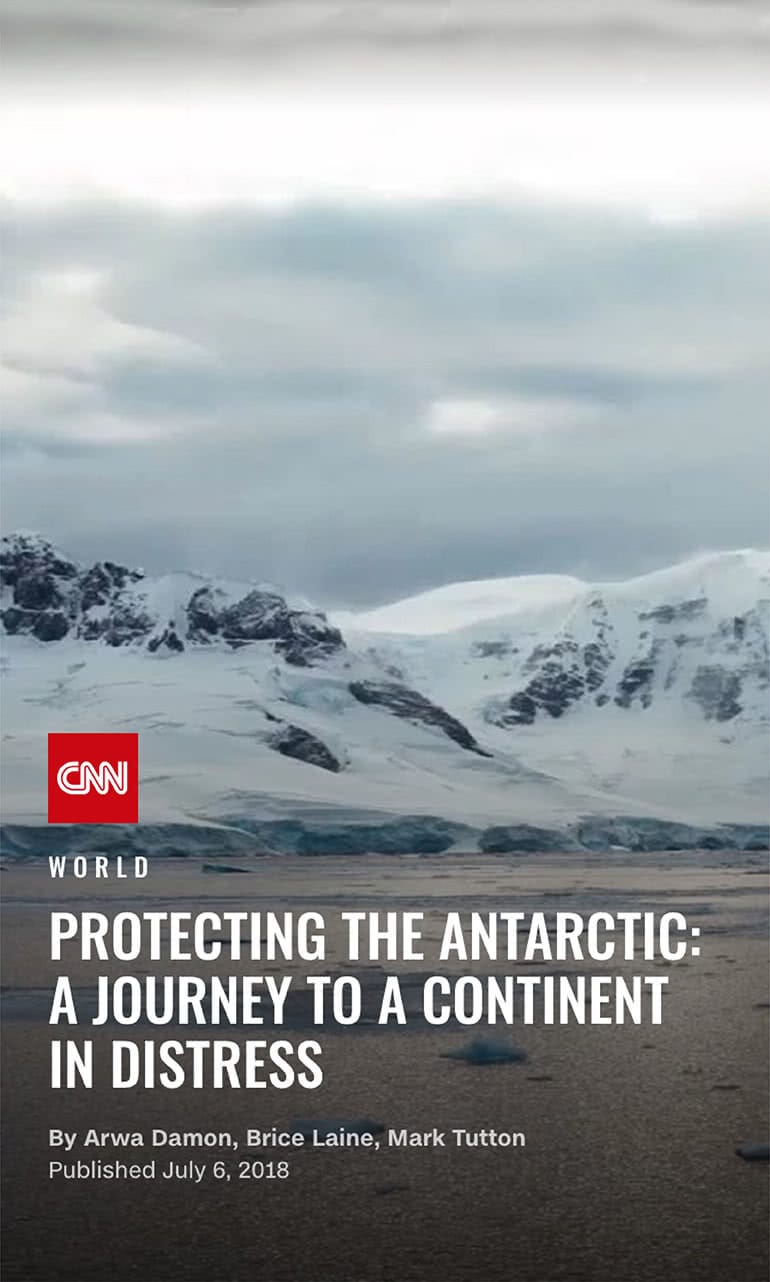 CNN
WORLD
PROTECTING THE ANTARCTIC:
A JOURNEY TO A CONTINENT
IN DISTRESS
By Arwa Damon, Brice Laine, Mark Tutton
Published July 6, 2018